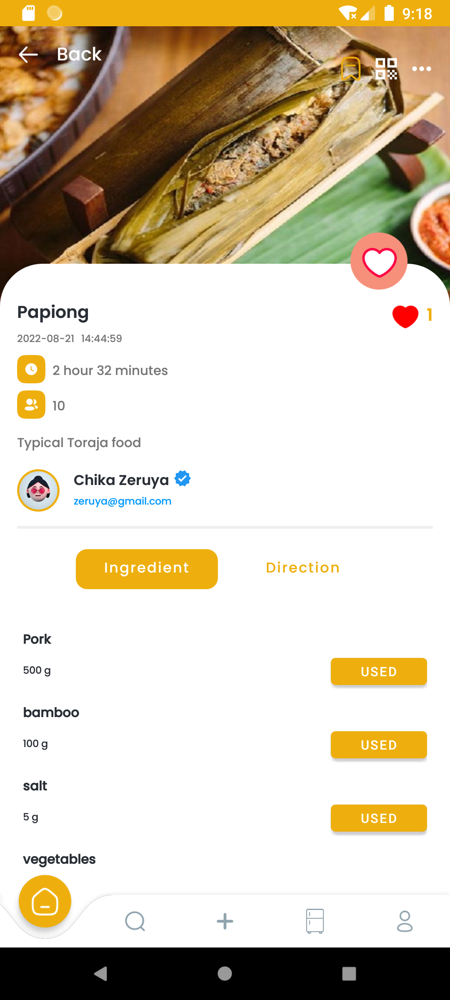 9:18
Back
Papiong
1
2022-08-21 14:44:59
2 hour 32 minutes
10
Typical Toraja food
Chika Zeruya
zeruya@gmail.com
Ingredient
Direction
Pork
500 g
USED
bamboo
100 g
USED
salt
5 g
USED
vegetables